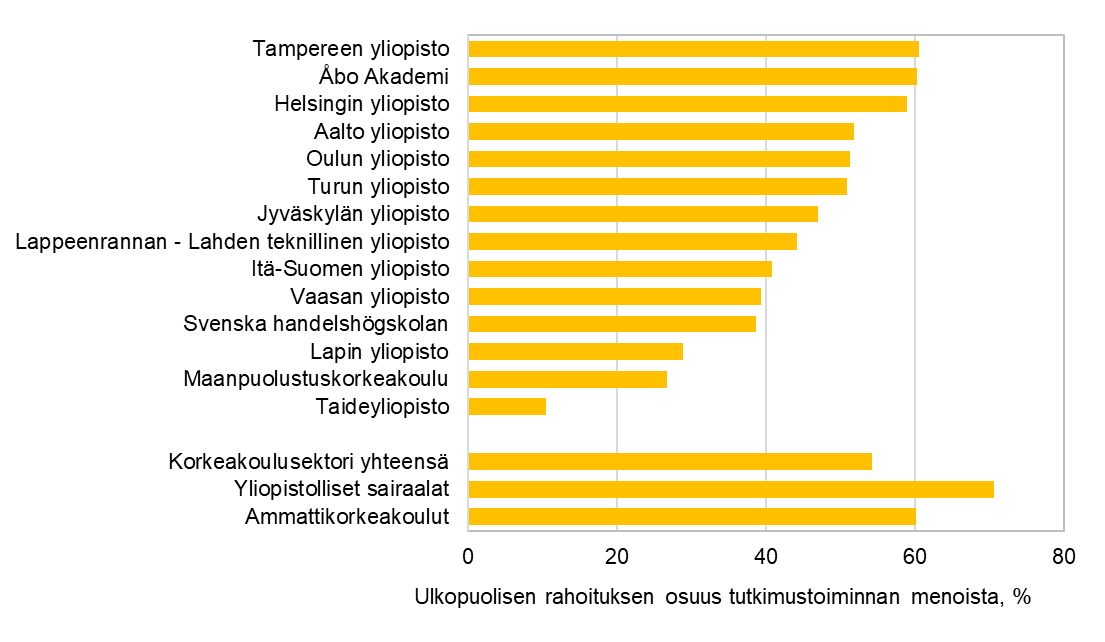 Tampereen yliopisto
Åbo Akademi
Helsingin yliopisto
Aalto yliopisto
Oulun yliopisto
Turun yliopisto
Jyväskylän yliopisto
Lappeenrannan - Lahden teknillinen yliopisto
Itä-Suomen yliopisto
Vaasan yliopisto
Svenska handelshögskolan
Lapin yliopisto
Maanpuolustuskorkeakoulu
Taideyliopisto
Korkeakoulusektori yhteensä
Yliopistolliset sairaalat
Ammattikorkeakoulut
0 20 40 60 80
Ulkopuolisen rahoituksen osuus tutkimustoiminnan menoista, %